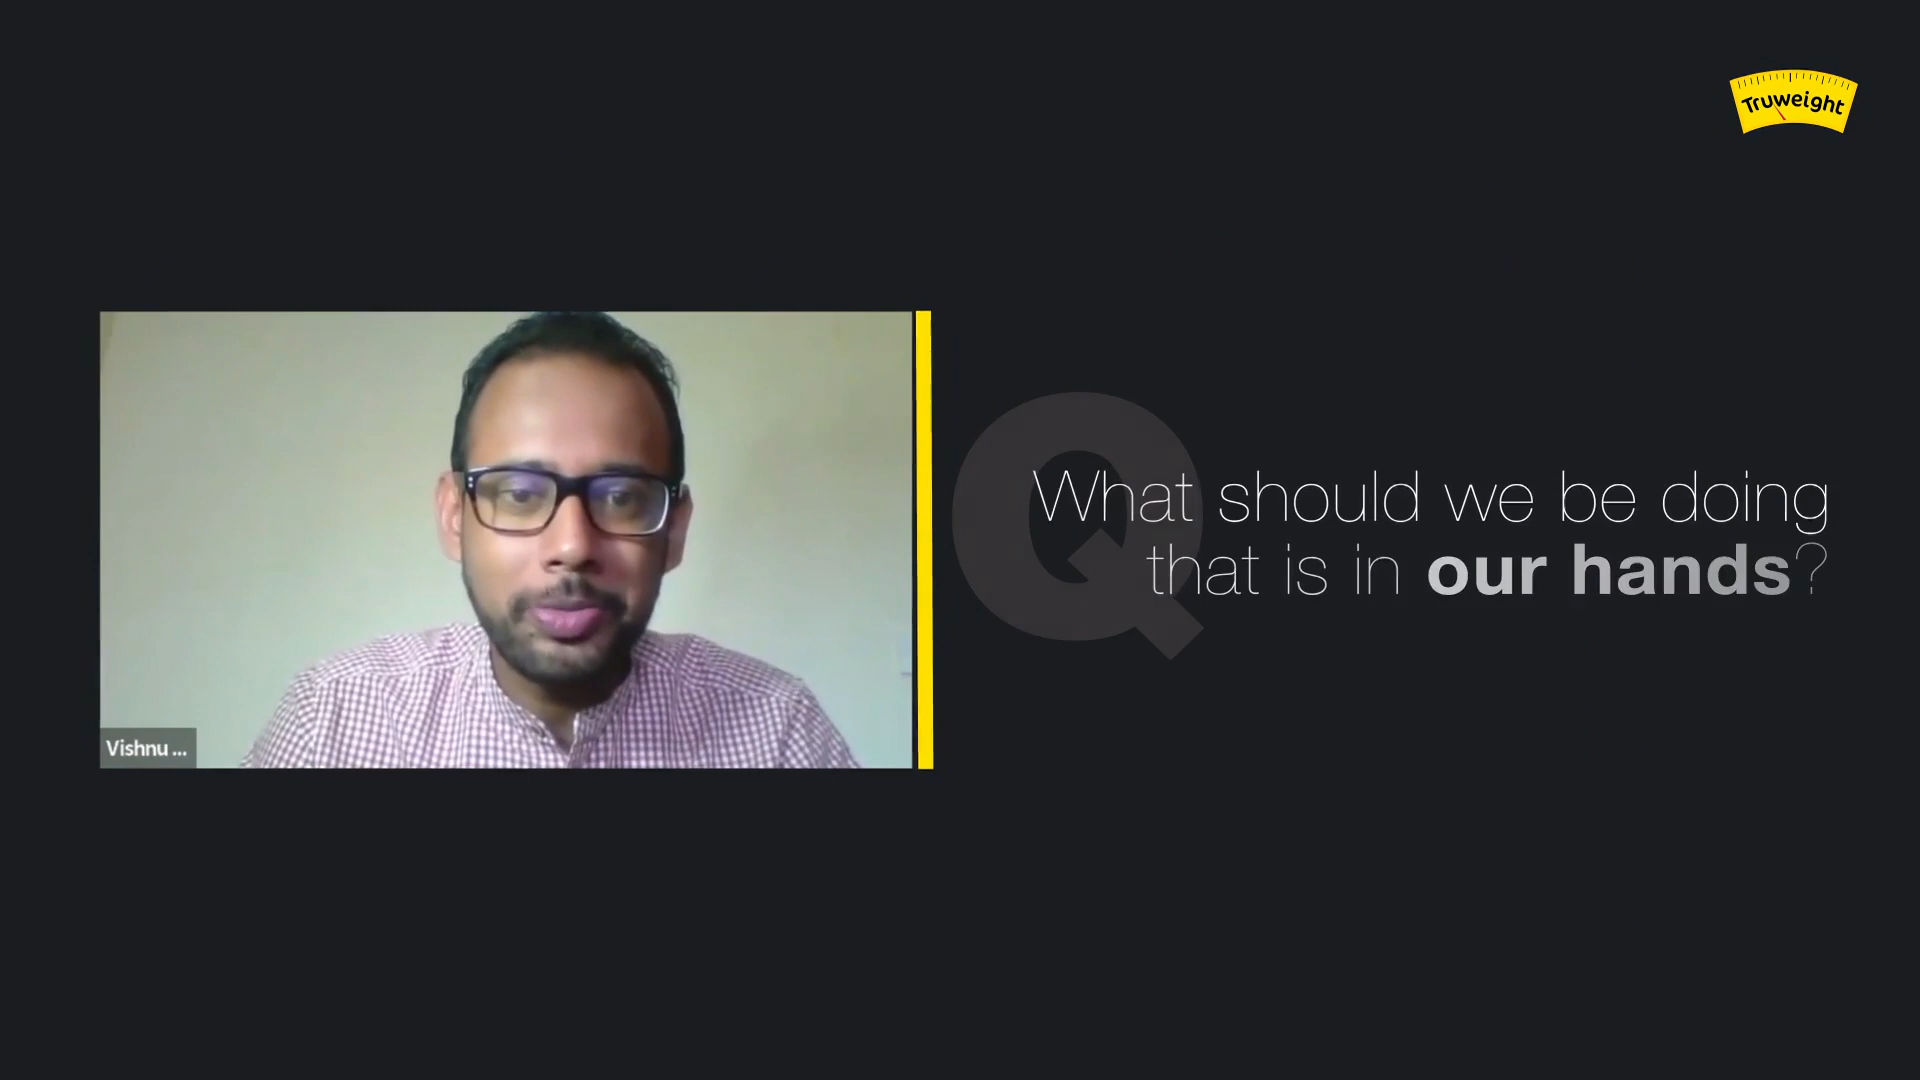 Truweight
Q
What should we be doing
that is in our hands?
Vishnu ...